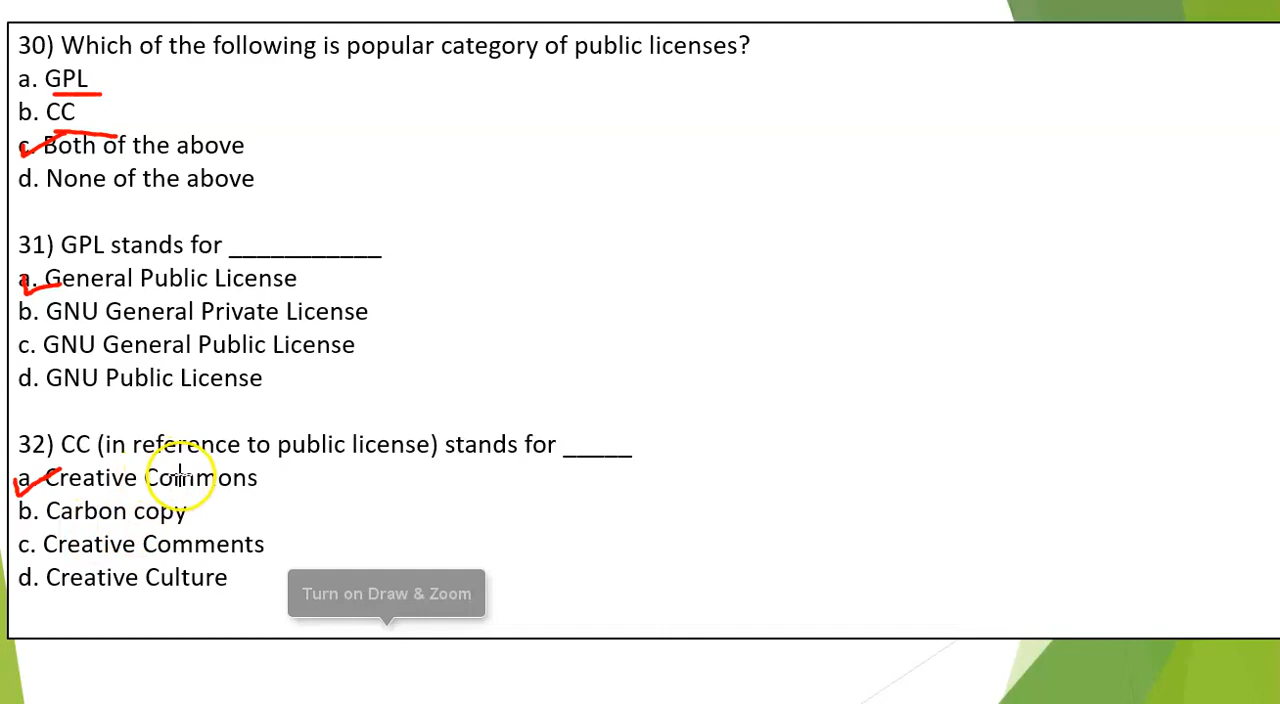 30) Which of the following is popular category of public licenses?
a. GPL
b. CC
c. Both of the above
d. None of the above
31) GPL stands for ___________
a. General Public License
b. GNU General Private License
c. GNU General Public License
d. GNU Public License
32) CC (in reference to public license) stands for _____
a. Creative Commons
b. Carbon copy
c. Creative Comments
d. Creative Culture
Turn on Draw & Zoom